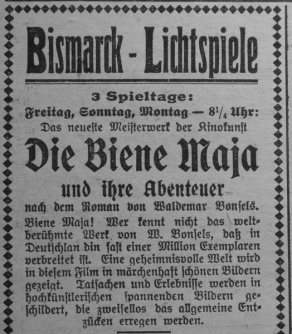 Bismarck - Lichtspiele
3 Spieltage:
Freitag, Sonntag, Montag — 8¼ Uhr:
Das neueste Meisterwerk der Kinokunst
Die Biene Maja
und ihre Abenteuer
nach dem Roman von Waldemar Bonsels.
Biene Maja! Wer kennt nicht das welt-
berühmte Werk von W. Bonsels, daß in
Deutschlan din fast einer Million Exemplaren
verbreitet ist. Eine geheimnisvolle Welt wird
in diesem Film in märchenhaft schönen Bildern
gezeigt. Tatsachen und Erlebnisse werden in
hochkünstlerischen spannenden Bildern ge-
schildert, die zweifellos das allgemeine Ent-
zücken erregen werden.